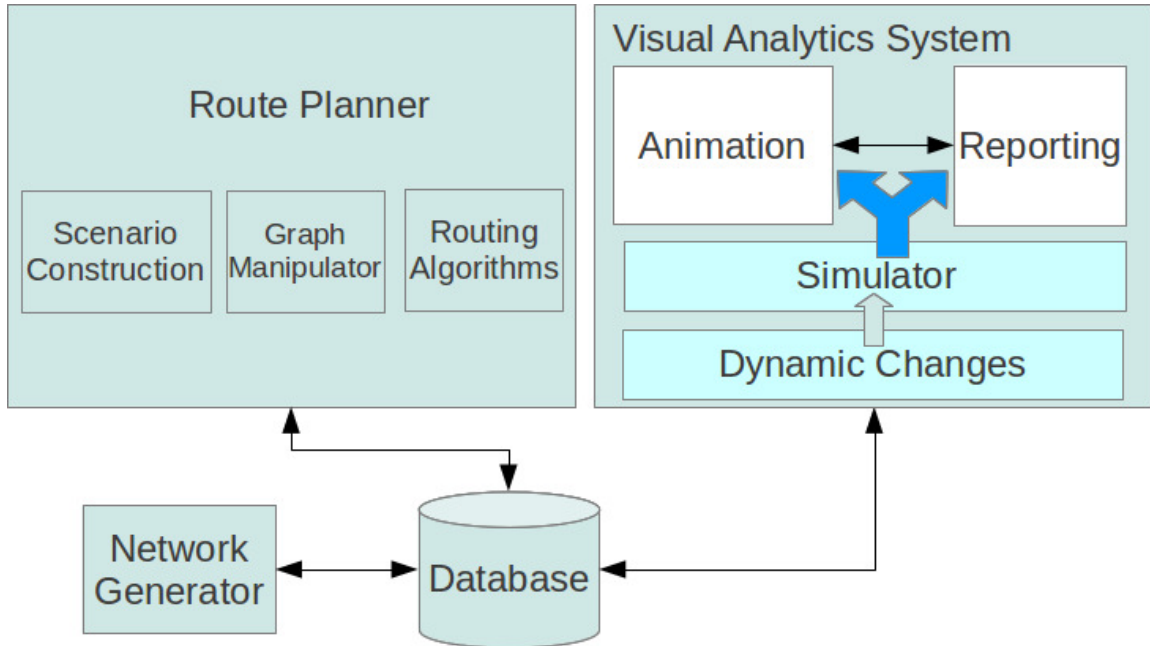 Route Planner
Scenario
Construction
Graph
Manipulator
Routing
Algorithms
Visual Analytics System
Animation
Reporting
Simulator
Dynamic Changes
Network
Generator
Database